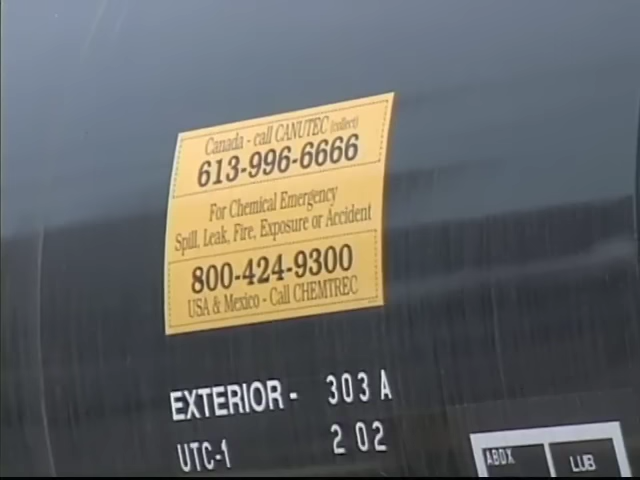 Canada - call CANUTEC (collect)
613-996-6666
For Chemical Emergency
Spill, Leak, Fire, Exposure or Accident
800-424-9300
USA & Mexico - Call CHEMTREC
EXTERIOR - 303 A
UTC-1 2 02
ABOX LUB